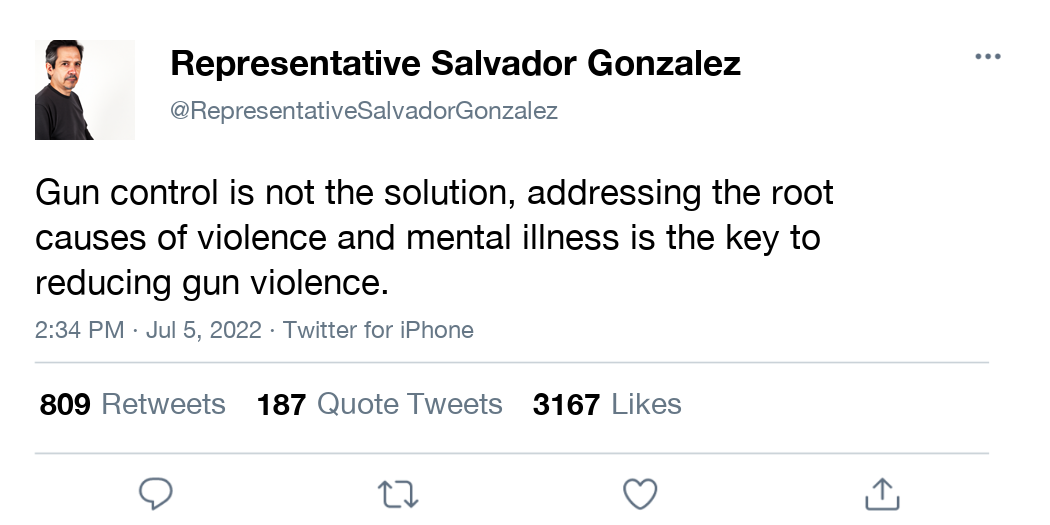 Representative Salvador Gonzalez
@RepresentativeSalvadorGonzalez
Gun control is not the solution, addressing the root
causes of violence and mental illness is the key to
reducing gun violence.
2:34 PM · Jul 5, 2022 · Twitter for iPhone
809 Retweets 187 Quote Tweets 3167 Likes